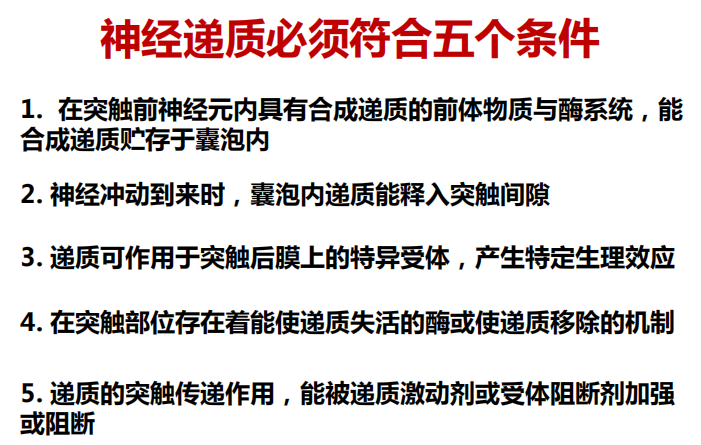 神经递质必须符合五个条件
1. 在突触前神经元内具有合成递质的前体物质与酶系统，能
合成递质贮存于囊泡内
2. 神经冲动到来时，囊泡内递质能释入突触间隙
3. 递质可作用于突触后膜上的特异受体，产生特定生理效应
4. 在突触部位存在着能使递质失活的酶或使递质移除的机制
5. 递质的突触传递作用，能被递质激动剂或受体阻断剂加强
或阻断